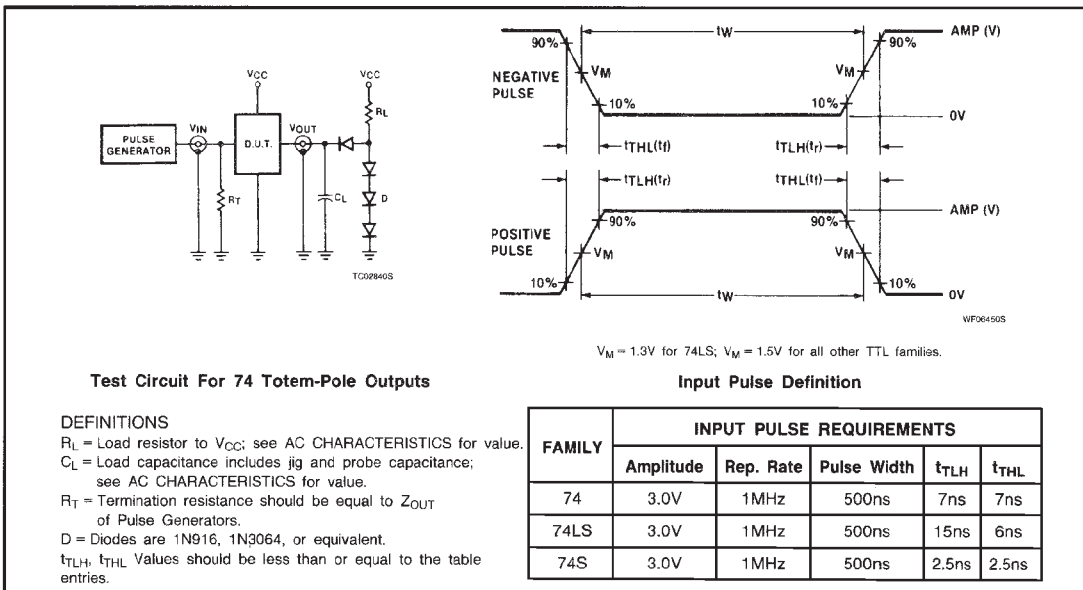 PULSE
GENERATOR
VIN
VCC
D.U.T.
VOUT
VCC
RL
RT
CL
D
TC02840S
NEGATIVE
PULSE
90%
VM
10%
tW
10%
VM
90%
AMP (V)
0V
tTHL(tf)
tTLH(tr)
tTLH(tr)
tTHL(tf)
POSITIVE
PULSE
90%
VM
10%
tW
90%
VM
10%
AMP (V)
0V
WF06450S
VM = 1.3V for 74LS; VM = 1.5V for all other TTL families.
Test Circuit For 74 Totem-Pole Outputs
Input Pulse Definition
DEFINITIONS
RL = Load resistor to VCC; see AC CHARACTERISTICS for value.
CL = Load capacitance includes jig and probe capacitance;
see AC CHARACTERISTICS for value.
RT = Termination resistance should be equal to ZOUT
of Pulse Generators.
D = Diodes are 1N916, 1N3064, or equivalent.
tTLH, tTHL Values should be less than or equal to the table
entries.
FAMILY INPUT PULSE REQUIREMENTS
Amplitude Rep. Rate Pulse Width tTLH tTHL
74 3.0V 1MHz 500ns 7ns 7ns
74LS 3.0V 1MHz 500ns 15ns 6ns
74S 3.0V 1MHz 500ns 2.5ns 2.5ns